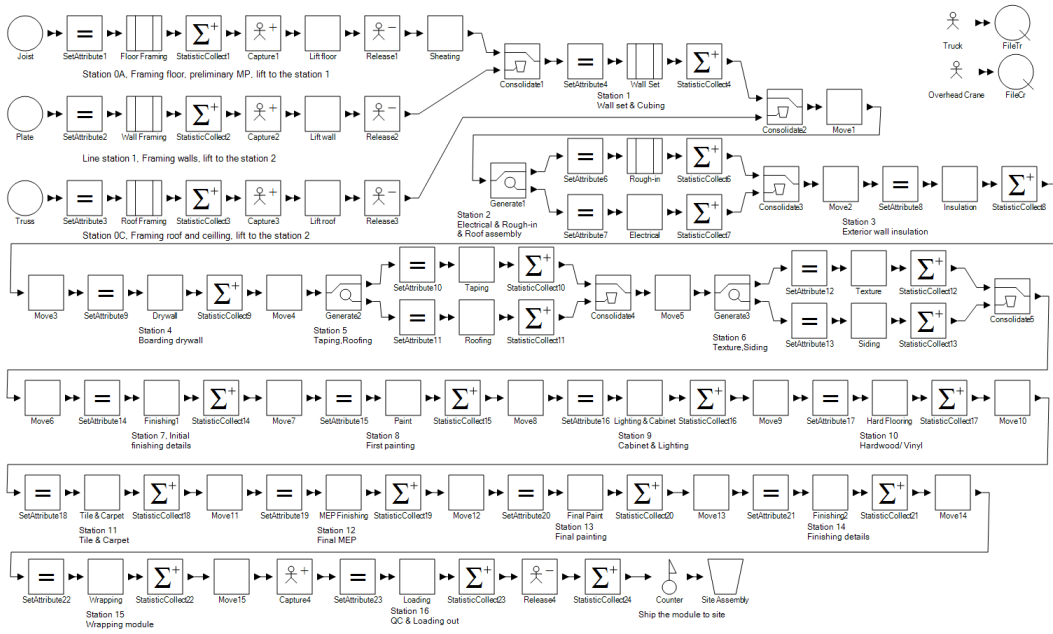 Joist SetAttribute1 Floor Framing StatisticCollect1 Capture1 Lift floor Release1 Sheating
Station 0A, Framing floor, preliminary MP, lift to the station 1
Consolidate1 SetAttribute4 Wall Set StatisticCollect4
Station 1
Wall set & Cubing
Truck FileTr
Overhead Crane FileCr
Plate SetAttribute2 Wall Framing StatisticCollect2 Capture2 Lift wall Release2
Line station 1, Framing walls, lift to the station 2
Consolidate2 Move1
Truss SetAttribute3 Roof Framing StatisticCollect3 Capture3 Lift roof Release3
Station 0C, Framing roof and ceilling, lift to the station 2
Generate1
Station 2
Electrical & Rough-in
& Roof assembly
SetAttribute6 Rough-in StatisticCollect6
SetAttribute7 Electrical StatisticCollect7
Consolidate3 Move2 SetAttribute8 Insulation StatisticCollect8
Station 3
Exterior wall insulation
Move3 SetAttribute9 Drywall StatisticCollect9 Move4 Generate2
Station 4
Boarding drywall
Station 5
Taping,Roofing
SetAttribute10 Taping StatisticCollect10
SetAttribute11 Roofing StatisticCollect11
Consolidate4 Move5 Generate3
Station 6
Texture,Siding
SetAttribute12 Texture StatisticCollect12
SetAttribute13 Siding StatisticCollect13
Consolidate5
Move6 SetAttribute14 Finishing1 StatisticCollect14 Move7 SetAttribute15 Paint StatisticCollect15 Move8 SetAttribute16 Lighting & Cabinet StatisticCollect16 Move9 SetAttribute17 Hard Flooring StatisticCollect17 Move10
Station 7, Initial
finishing details
Station 8
First painting
Station 9
Cabinet & Lighting
Station 10
Hardwood/ Vinyl
SetAttribute18 Tile & Carpet StatisticCollect18 Move11 SetAttribute19 MEP Finishing StatisticCollect19 Move12 SetAttribute20 Final Paint StatisticCollect20 Move13 SetAttribute21 Finishing2 StatisticCollect21 Move14
Station 11
Tile & Carpet
Station 12
Final MEP
Station 13
Final painting
Station 14
Finishing details
SetAttribute22 Wrapping StatisticCollect22 Move15 Capture4 SetAttribute23 Loading StatisticCollect23 Release4 StatisticCollect24 Counter Site Assembly
Station 15
Wrapping module
Station 16
QC & Loading out
Ship the module to site